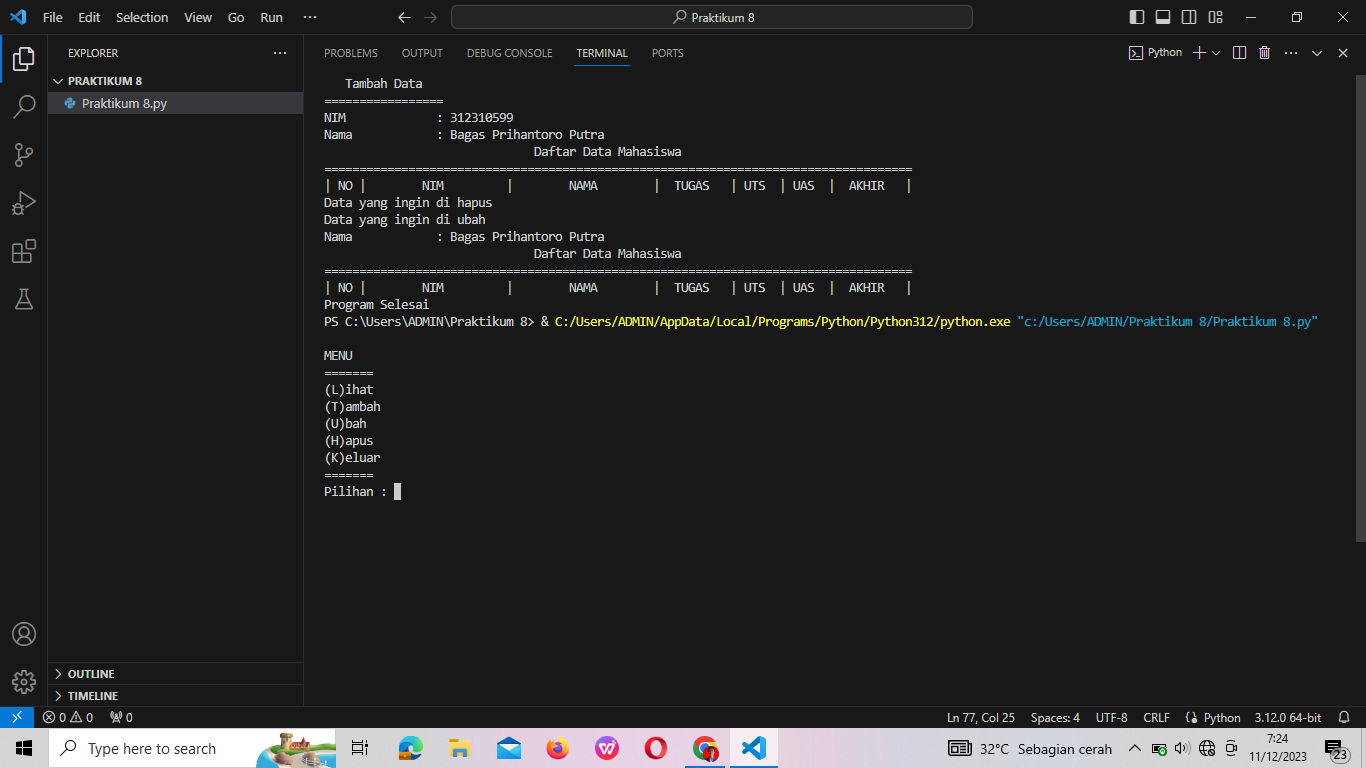 File Edit Selection View Go Run ··· Praktikum 8
EXPLORER ···
PRAKTIKUM 8
Praktikum 8.py
OUTLINE
TIMELINE
PROBLEMS OUTPUT DEBUG CONSOLE TERMINAL PORTS Python ···
Tambah Data
=================
NIM : 312310599
Nama : Bagas Prihantoro Putra
Daftar Data Mahasiswa
====================================================================================
| NO | NIM | NAMA | TUGAS | UTS | UAS | AKHIR |
Data yang ingin di hapus
Data yang ingin di ubah
Nama : Bagas Prihantoro Putra
Daftar Data Mahasiswa
====================================================================================
| NO | NIM | NAMA | TUGAS | UTS | UAS | AKHIR |
Program Selesai
PS C:\Users\ADMIN\Praktikum 8> & C:/Users/ADMIN/AppData/Local/Programs/Python/Python312/python.exe "c:/Users/ADMIN/Praktikum 8/Praktikum 8.py"
MENU
=======
(L)ihat
(T)ambah
(U)bah
(H)apus
(K)eluar
=======
Pilihan :
0 0 0 Ln 77, Col 25 Spaces: 4 UTF-8 CRLF Python 3.12.0 64-bit
Type here to search 32°C Sebagian cerah 7:24
11/12/2023 23